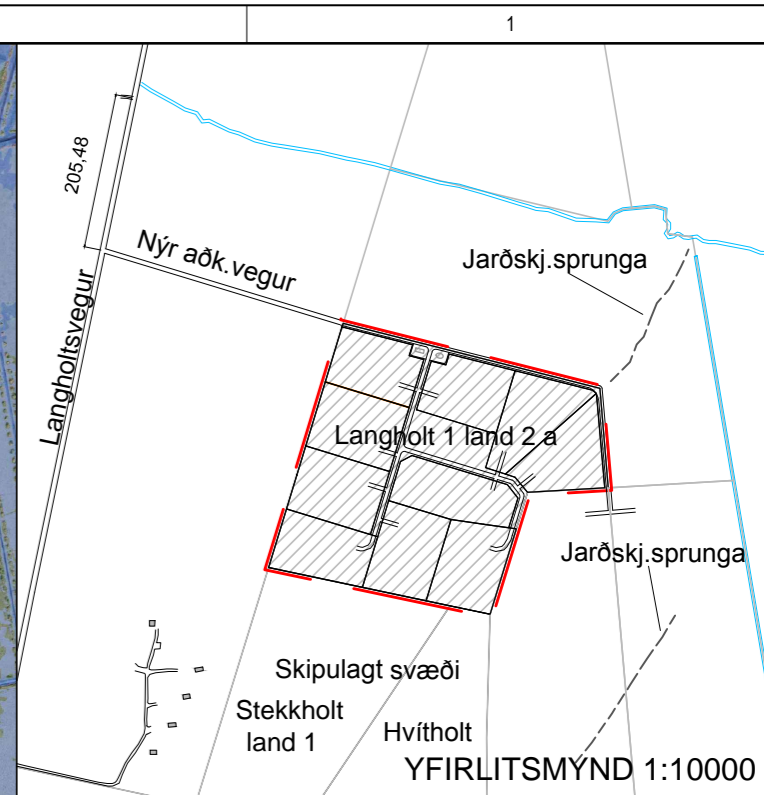 1
205,48
Nýr aðk.vegur
Langholtsvegur
Jarðskj.sprunga
Langholt 1 land 2 a
Jarðskj.sprunga
Skipulagt svæði
Stekkholt
land 1
Hvítholt
YFIRLITSMYND 1:10000